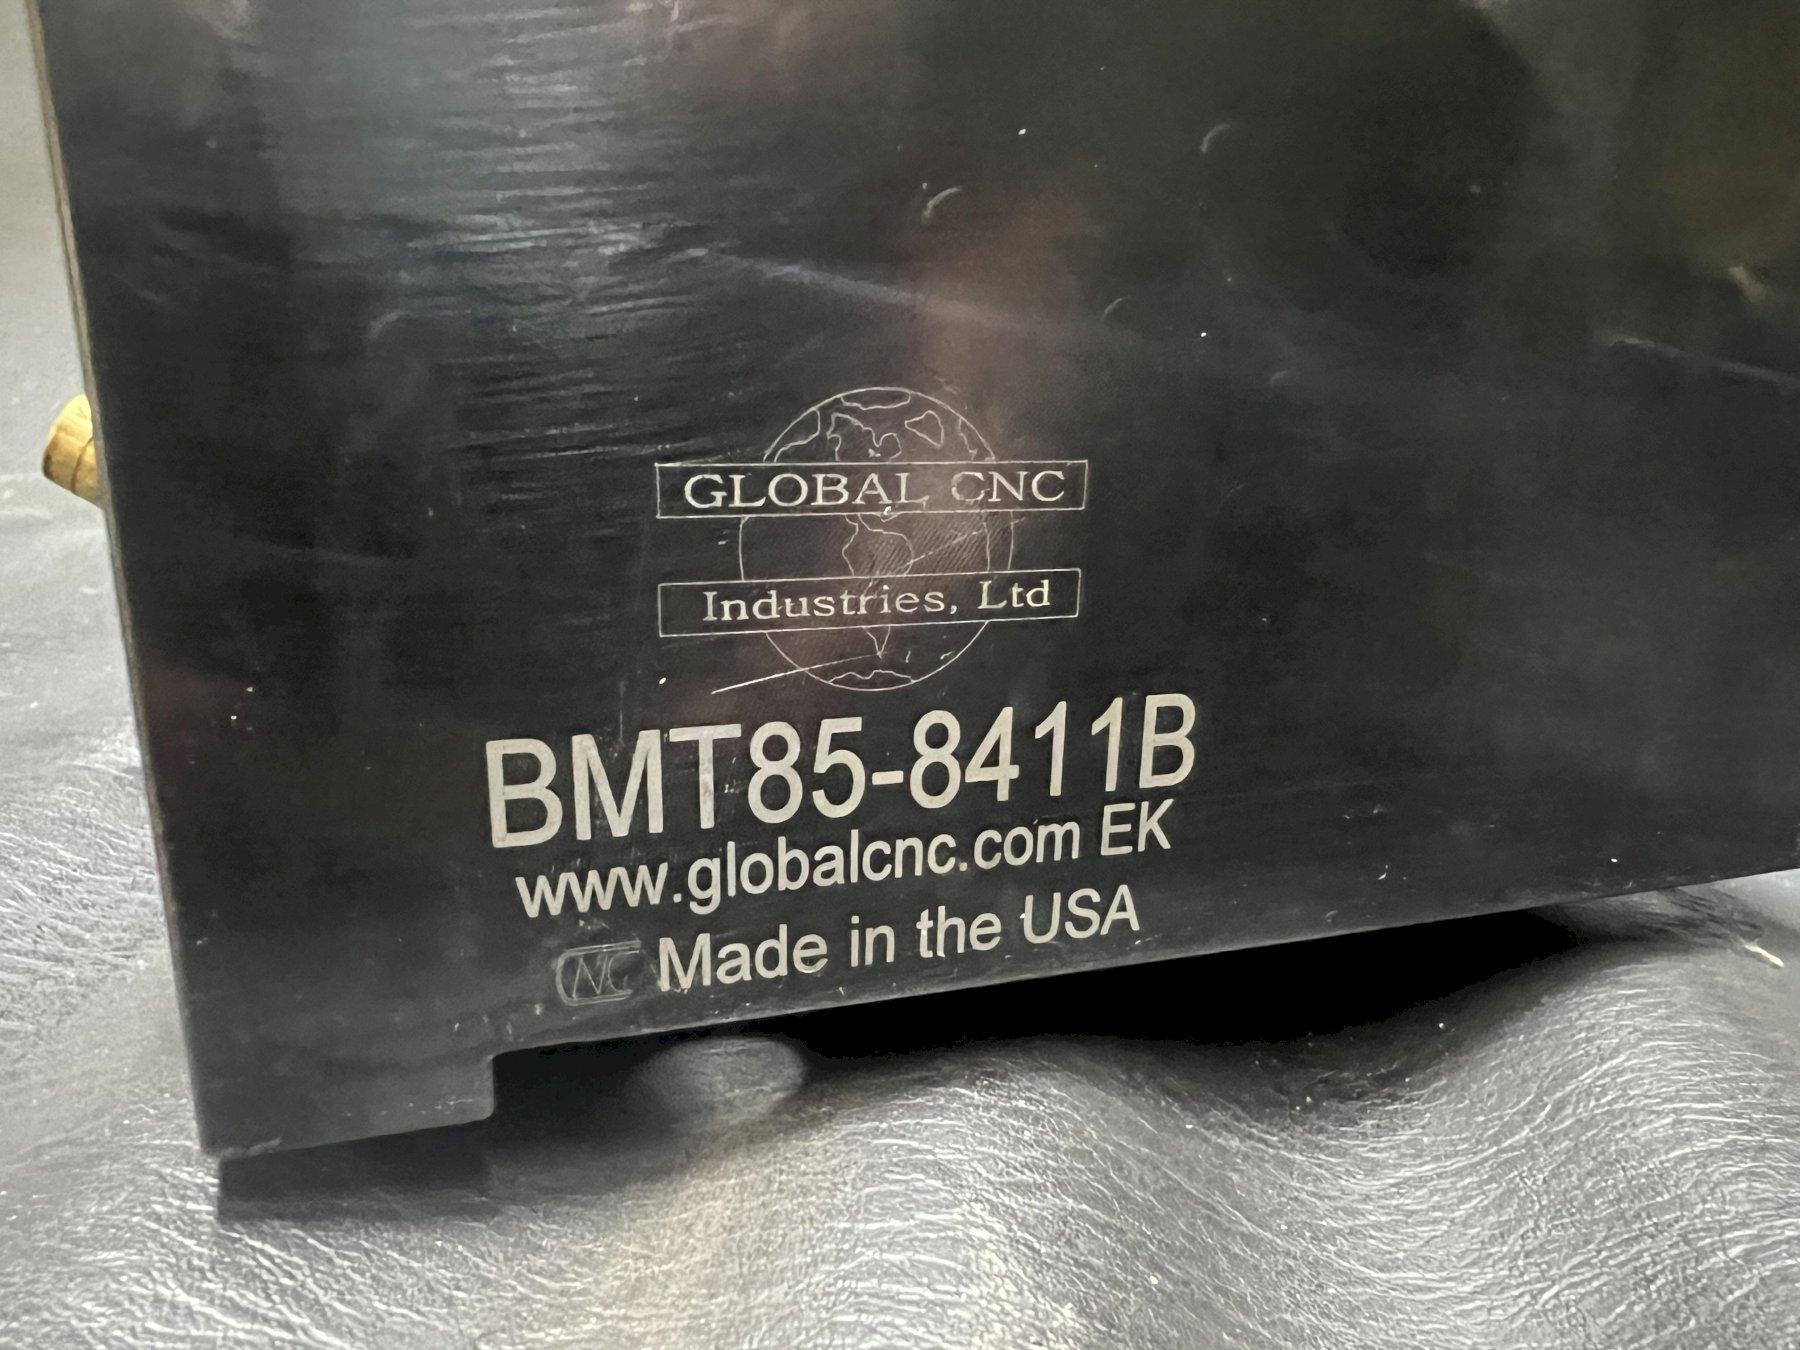 GLOBAL CNC
Industries, Ltd
BMT85-8411B
www.globalcnc.com EK
CNC Made in the USA